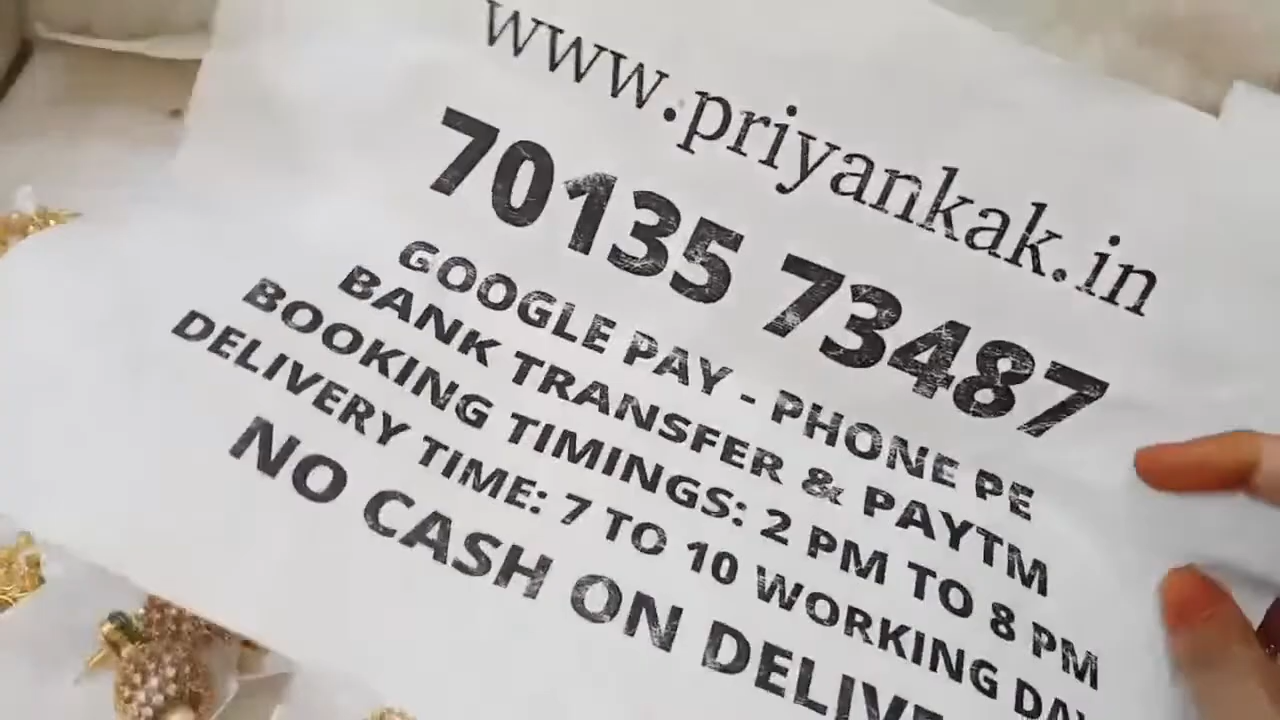 www.priyankak.in
70135 73487
GOOGLE PAY - PHONE PE
BANK TRANSFER & PAYTM
BOOKING TIMINGS: 2 PM TO 8 PM
DELIVERY TIME: 7 TO 10 WORKING
NO CASH ON